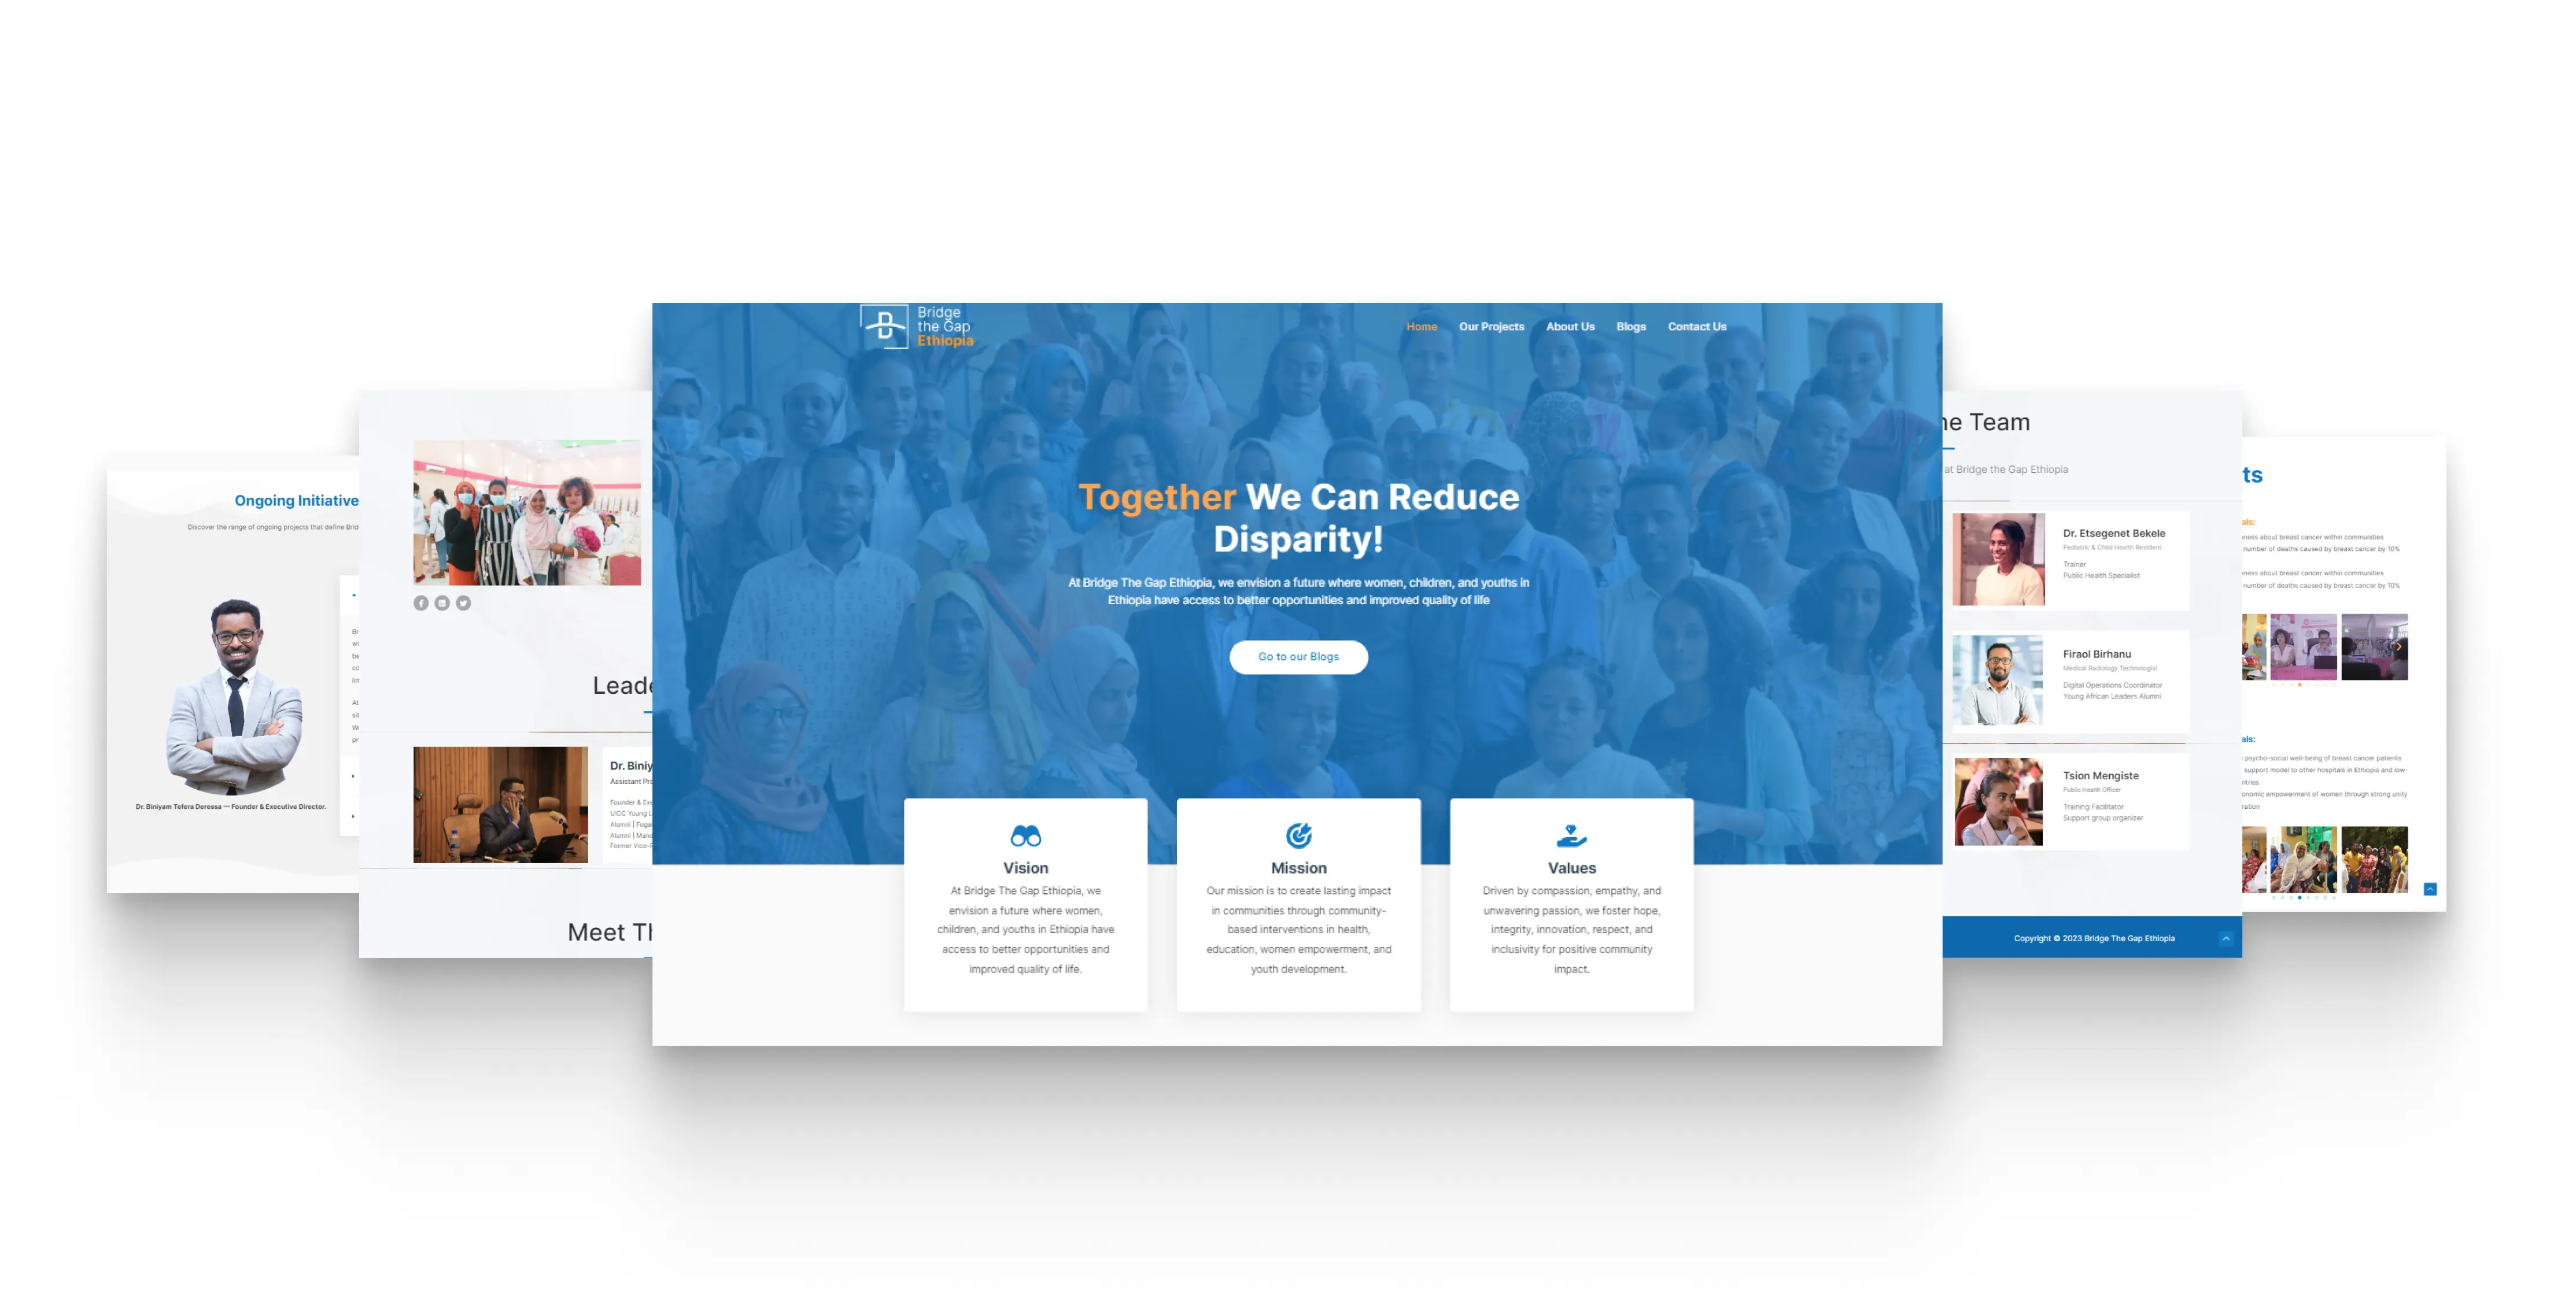 Ongoing Initiative
Discover the range of ongoing projects that define
Dr. Biniyam Tefera Doressa — Founder & Executive Director.
Br
wi
be
co
lin
At
sit
We
pr
Leade
Dr. Biniy
Assistant Pro
Founder & Exe
UICC Young L
Alumni | Foga
Alumni |
Former Vice-P
Meet Th
Bridge
the Gap
Ethiopia
Home Our Projects About Us Blogs Contact Us
Together We Can Reduce
Disparity!
At Bridge The Gap Ethiopia, we envision a future where women, children, and youths in
Ethiopia have access to better opportunities and improved quality of life
Go to our Blogs
Vision
At Bridge The Gap Ethiopia, we
envision a future where women,
children, and youths in Ethiopia have
access to better opportunities and
improved quality of life.
Mission
Our mission is to create lasting impact
in communities through community-
based interventions in health,
education, women empowerment, and
youth development.
Values
Driven by compassion, empathy, and
unwavering passion, we foster hope,
integrity, innovation, respect, and
inclusivity for positive community
impact.
e Team
at Bridge the Gap Ethiopia
Dr. Etsegenet Bekele
Pediatric & Child Health Resident
Trainer
Public Health Specialist
Firaol Birhanu
Medical Radiology Technologist
Digital Operations Coordinator
Young African Leaders Alumni
Tsion Mengiste
Public Health Officer
Training Facilitator
Support group organizer
Copyright © 2023 Bridge The Gap Ethiopia
ts
als:
ness about breast cancer within communities
number of deaths caused by breast cancer by 10%
ness about breast cancer within communities
number of deaths caused by breast cancer by 10%
als:
psycho-social well-being of breast cancer patients
support model to other hospitals in Ethiopia and low-
ntries
onomic empowerment of women through strong unity
ration